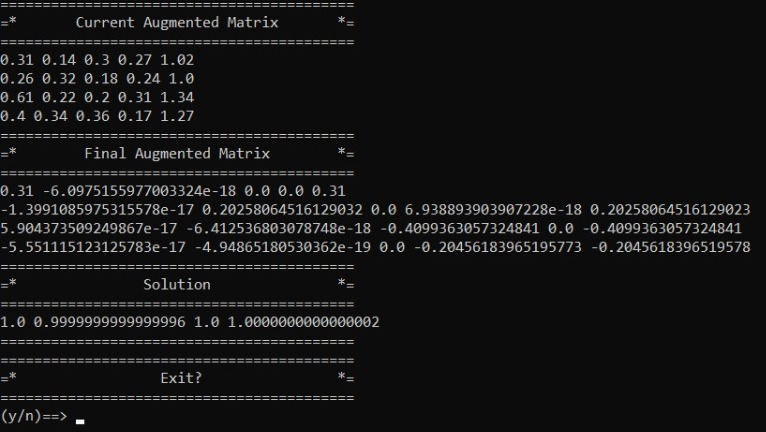 ===========================================
=*       Current Augmented Matrix       *=
===========================================
0.31 0.14 0.3 0.27 1.02
0.26 0.32 0.18 0.24 1.0
0.61 0.22 0.2 0.31 1.34
0.4 0.34 0.36 0.17 1.27
===========================================
=*        Final Augmented Matrix        *=
===========================================
0.31 -6.0975155977003324e-18 0.0 0.0 0.31
-1.3991085975315578e-17 0.20258064516129032 0.0 6.938893903907228e-18 0.20258064516129023
5.904373509249867e-17 -6.412536803078748e-18 -0.4099363057324841 0.0 -0.4099363057324841
-5.551115123125783e-17 -4.94865180530362e-19 0.0 -0.20456183965195773 -0.2045618396519578
===========================================
=*               Solution               *=
===========================================
1.0 0.9999999999999996 1.0 1.0000000000000002
===========================================
===========================================
=*                 Exit?                *=
===========================================
(y/n)==>